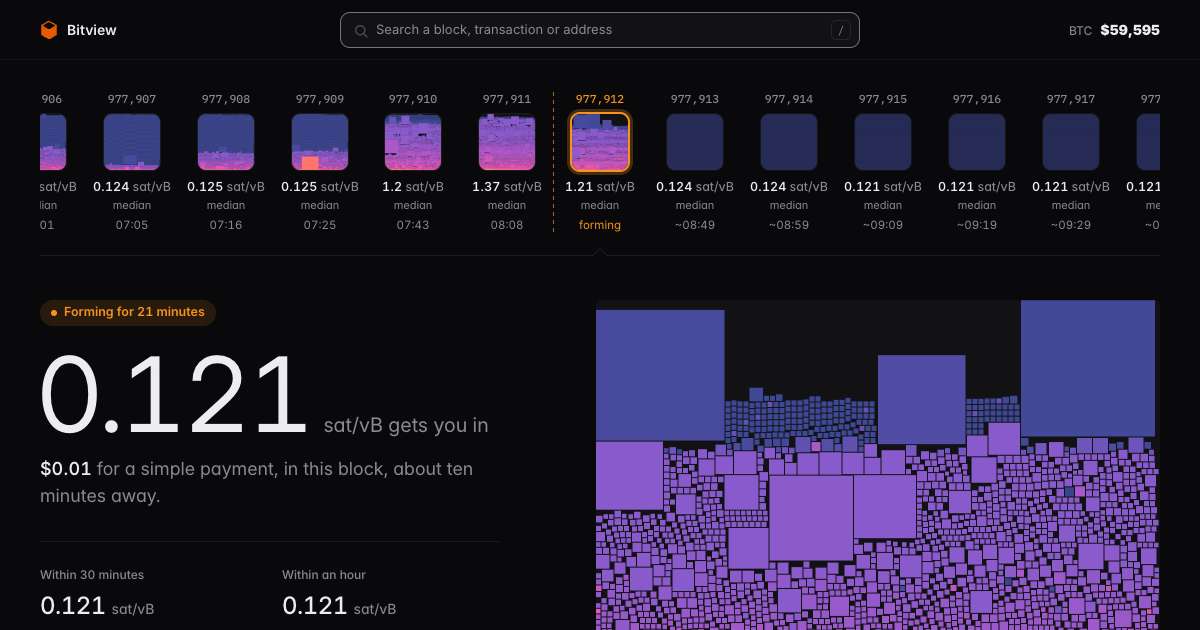 Bitview
Search a block, transaction or address
/
BTC $59,595
906 977,907 977,908 977,909 977,910 977,911 977,912 977,913 977,914 977,915 977,916 977,917 977
sat/vB 0.124 sat/vB 0.125 sat/vB 0.125 sat/vB 1.2 sat/vB 1.37 sat/vB 1.21 sat/vB 0.124 sat/vB 0.124 sat/vB 0.121 sat/vB 0.121 sat/vB 0.121 sat/vB 0.121
lian median median median median median median median median median median median me
01 07:05 07:16 07:25 07:43 08:08 forming ~08:49 ~08:59 ~09:09 ~09:19 ~09:29 ~0
Forming for 21 minutes
0.121 sat/vB gets you in
$0.01 for a simple payment, in this block, about ten
minutes away.
Within 30 minutes
0.121 sat/vB
Within an hour
0.121 sat/vB